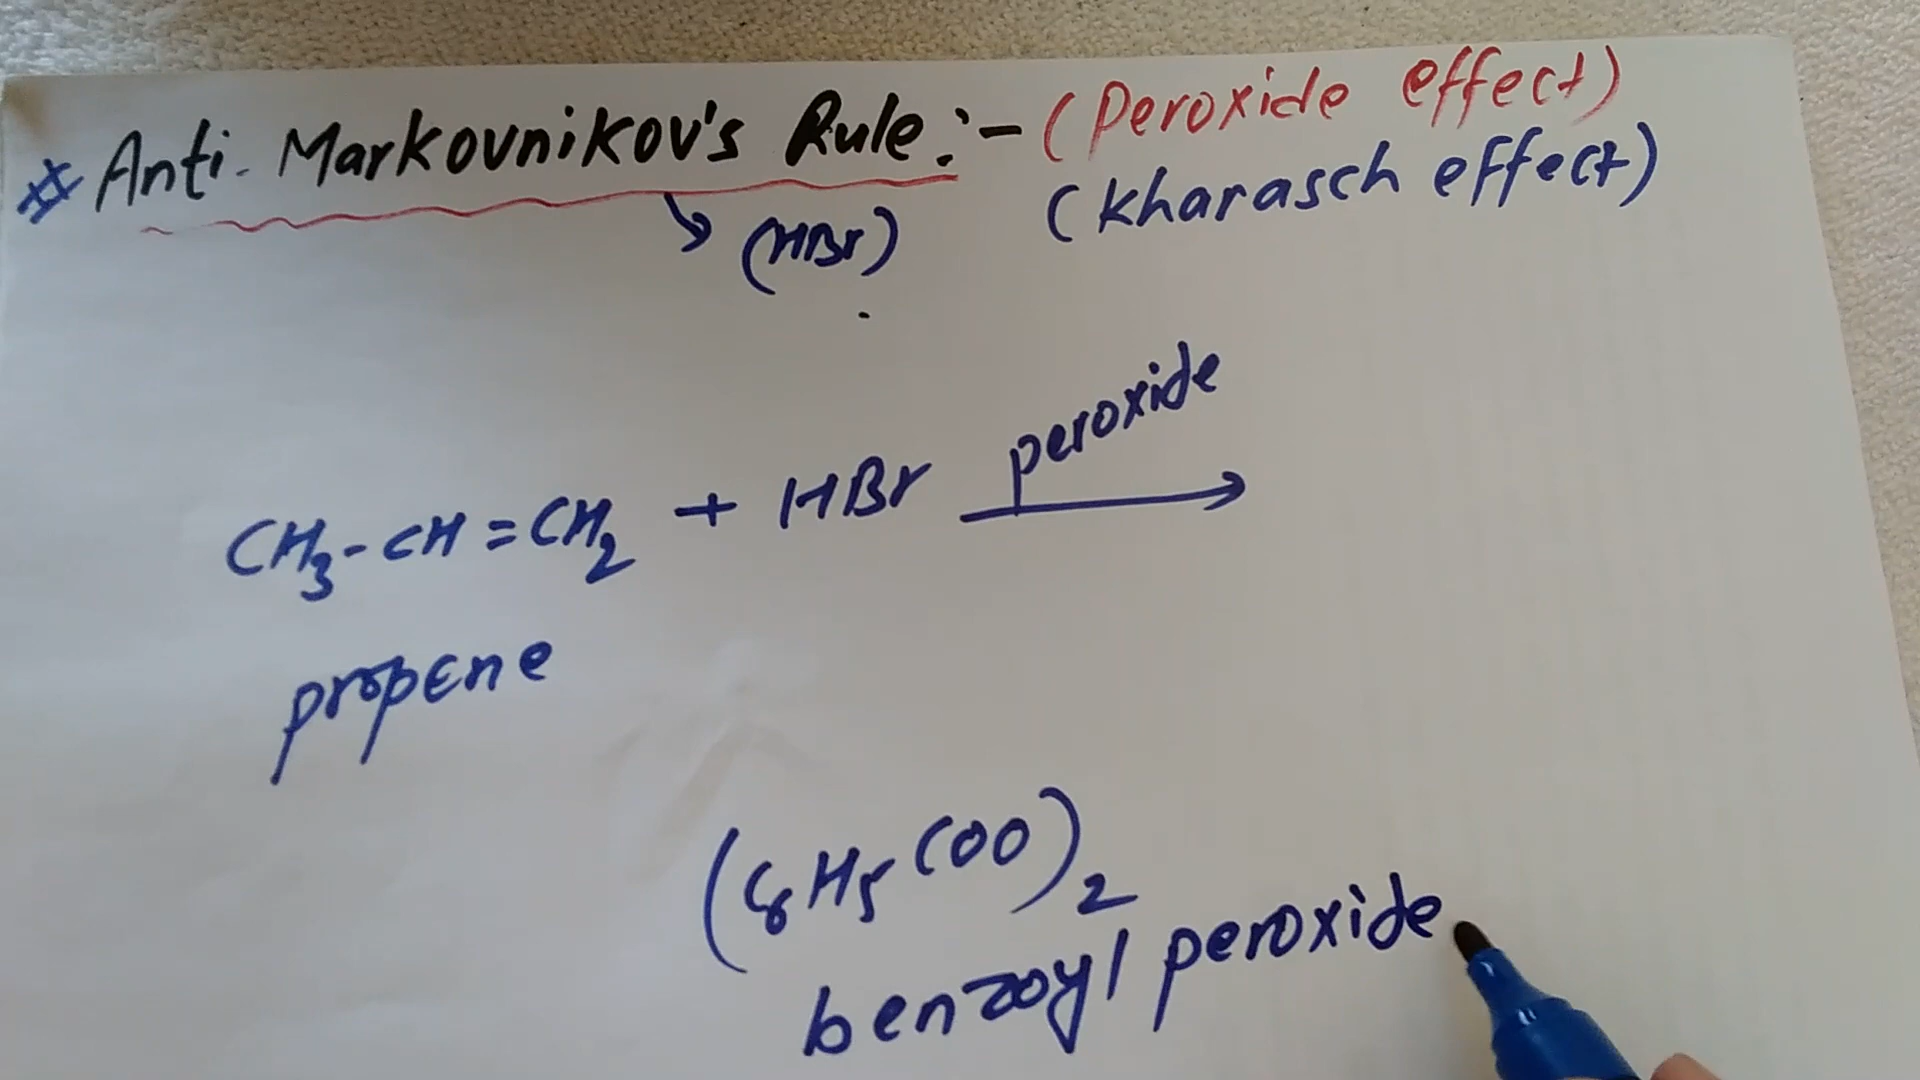 # Anti-Markovnikov's Rule:- (Peroxide effect)
(Kharasch effect)
(HBr)
peroxide
CH₃-CH=CH₂ + HBr
propene
(C₆H₅COO)₂
benzoyl peroxide